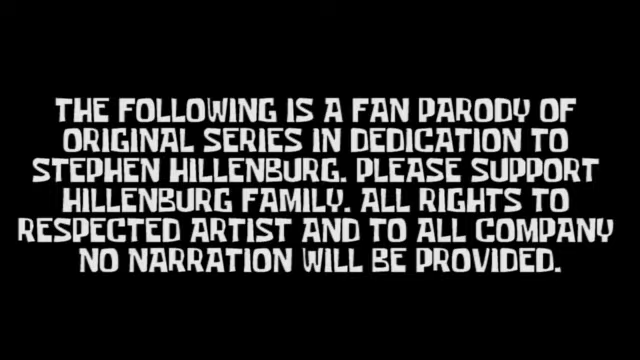 THE FOLLOWING IS A FAN PARODY OF
ORIGINAL SERIES IN DEDICATION TO
STEPHEN HILLENBURG. PLEASE SUPPORT
HILLENBURG FAMILY. ALL RIGHTS TO
RESPECTED ARTIST AND TO ALL COMPANY
NO NARRATION WILL BE PROVIDED.